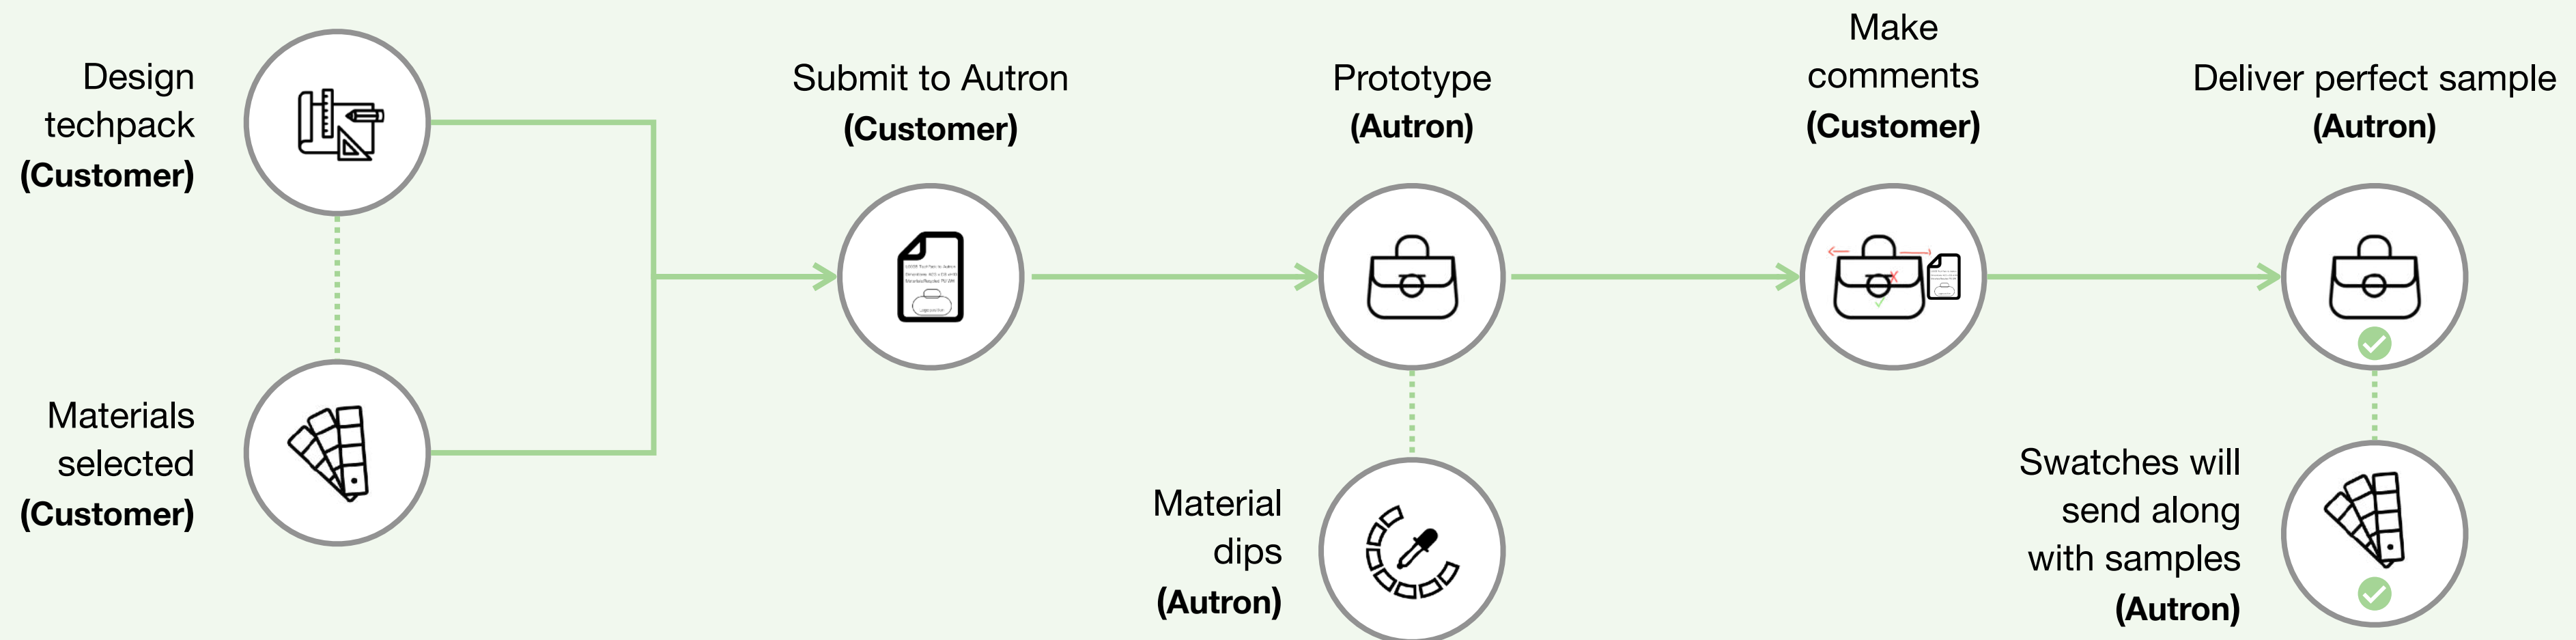 Design
techpack
(Customer)
Materials
selected
(Customer)
Submit to Autron
(Customer)
Prototype
(Autron)
Material
dips
(Autron)
Make
comments
(Customer)
Deliver perfect sample
(Autron)
Swatches will
send along
with samples
(Autron)